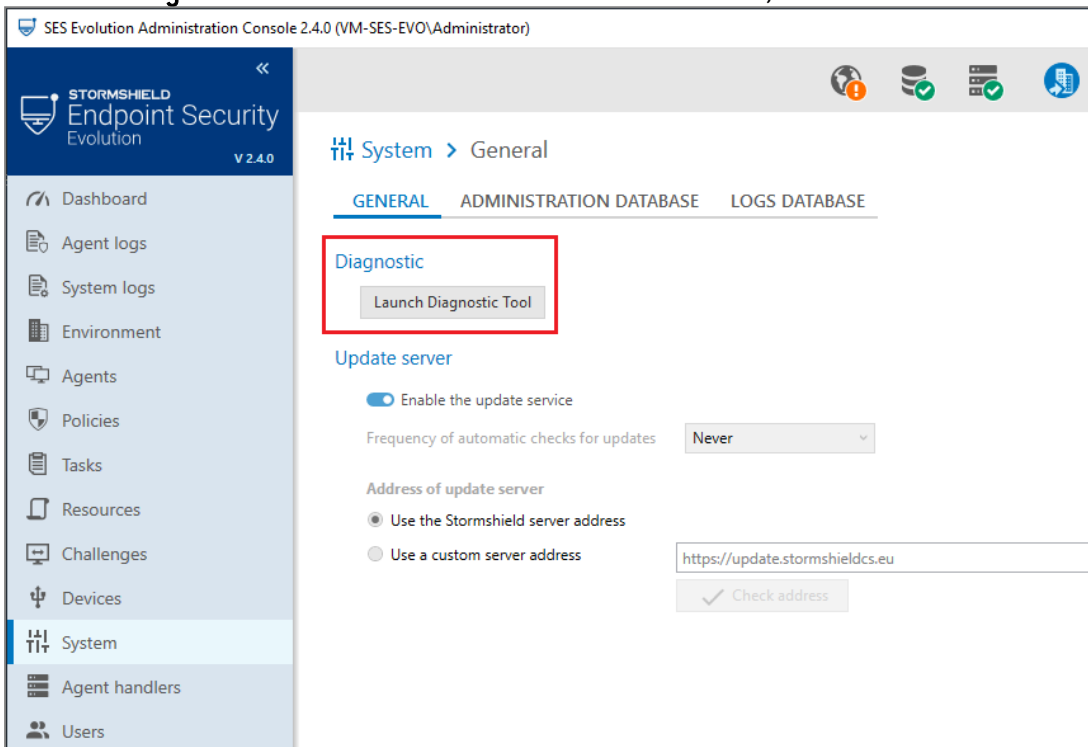 SES Evolution Administration Console 2.4.0 (VM-SES-EVO\Administrator)
«
STORMSHIELD
Endpoint Security
Evolution
V 2.4.0
Dashboard
Agent logs
System logs
Environment
Agents
Policies
Tasks
Resources
Challenges
Devices
System
Agent handlers
Users
System > General
GENERAL ADMINISTRATION DATABASE LOGS DATABASE
Diagnostic
Launch Diagnostic Tool
Update server
Enable the update service
Frequency of automatic checks for updates Never
Address of update server
Use the Stormshield server address
Use a custom server address https://update.stormshieldcs.eu
Check address